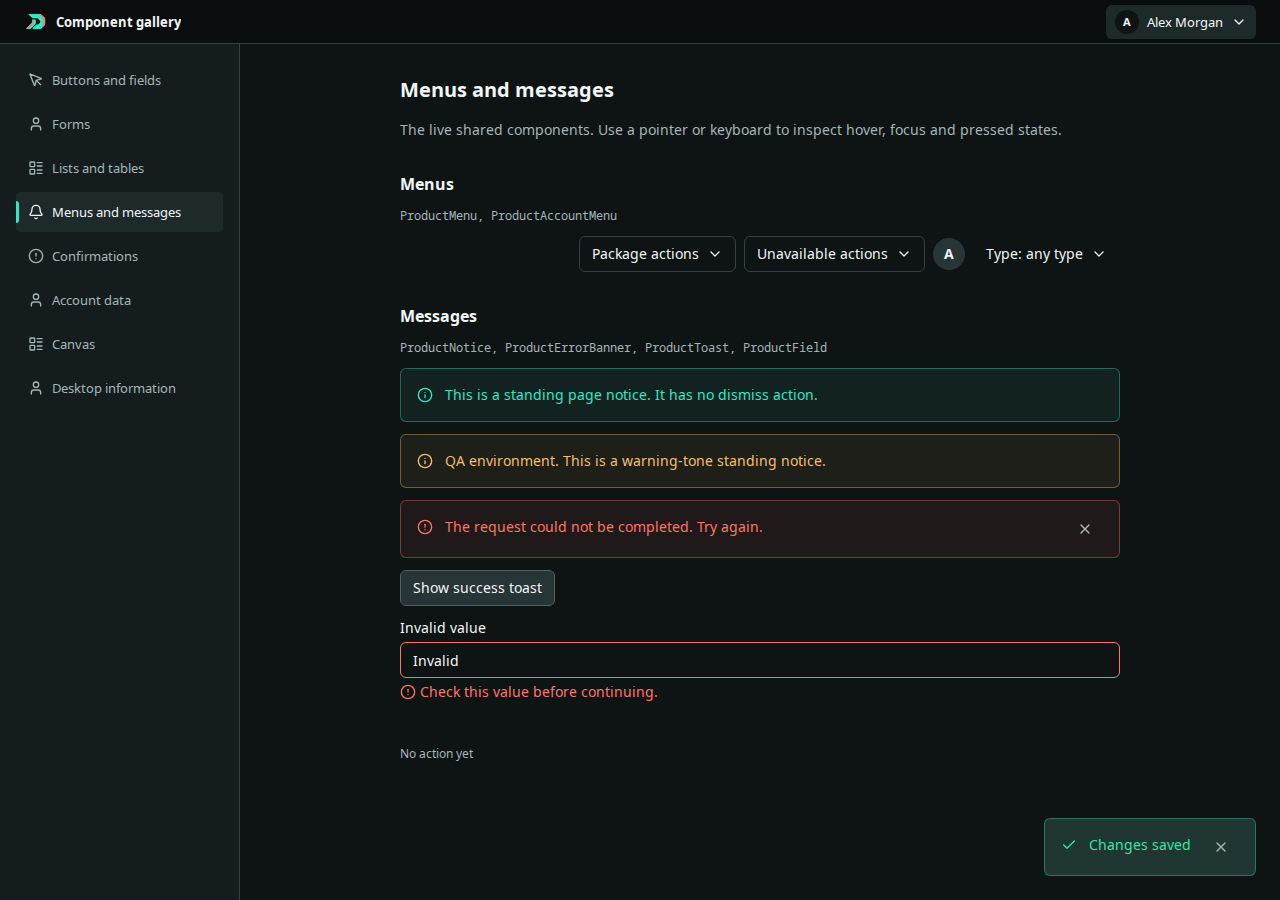 Component gallery
A Alex Morgan
Buttons and fields
Forms
Lists and tables
Menus and messages
Confirmations
Account data
Canvas
Desktop information
Menus and messages
The live shared components. Use a pointer or keyboard to inspect hover, focus and pressed states.
Menus
ProductMenu, ProductAccountMenu
Package actions Unavailable actions A Type: any type
Messages
ProductNotice, ProductErrorBanner, ProductToast, ProductField
This is a standing page notice. It has no dismiss action.
QA environment. This is a warning-tone standing notice.
The request could not be completed. Try again.
Show success toast
Invalid value
Invalid
Check this value before continuing.
No action yet
Changes saved